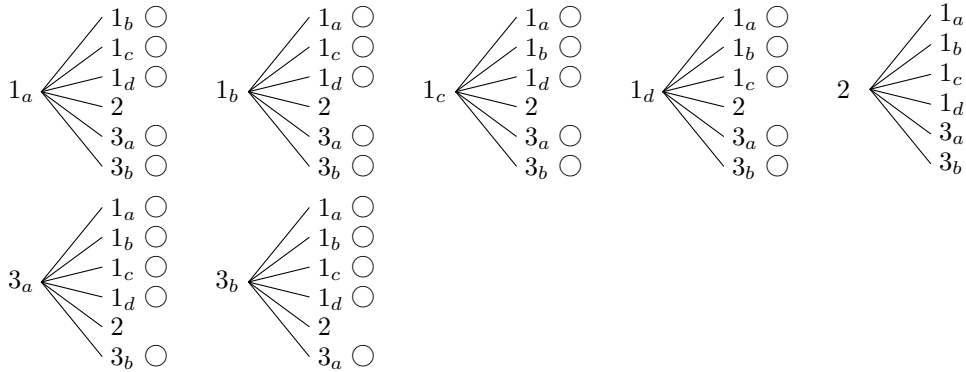 1_b ○ 1_a ○ 1_a ○ 1_a ○ 1_a
1_c ○ 1_c ○ 1_b ○ 1_b ○ 1_b
1_a 1_d ○ 1_b 1_d ○ 1_c 1_d ○ 1_d 1_c ○ 2 1_c
2 2 2 2 1_d
3_a ○ 3_a ○ 3_a ○ 3_a ○ 3_a
3_b ○ 3_b ○ 3_b ○ 3_b ○ 3_b
1_a ○ 1_a ○
1_b ○ 1_b ○
3_a 1_c ○ 3_b 1_c ○
1_d ○ 1_d ○
2 2
3_b ○ 3_a ○